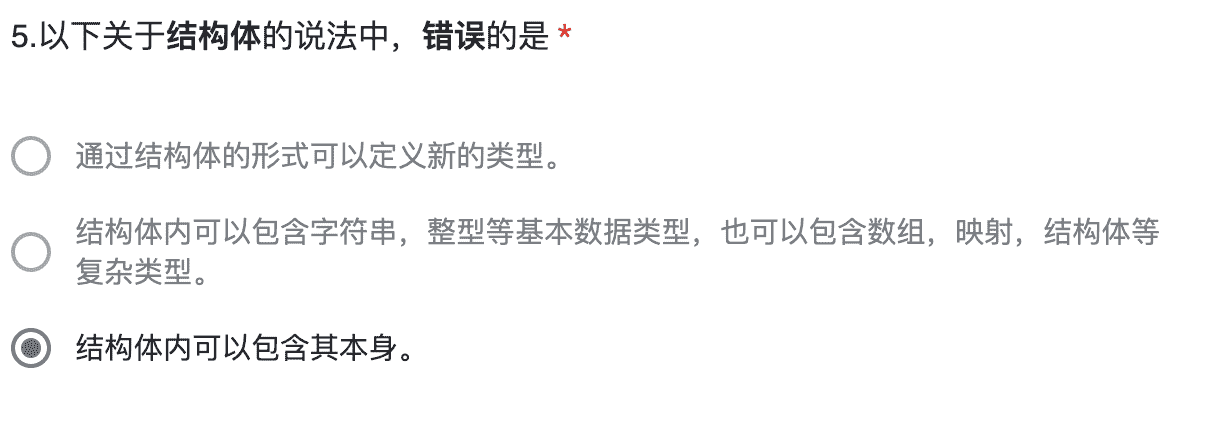 5.以下关于结构体的说法中，错误的是 *
通过结构体的形式可以定义新的类型。
结构体内可以包含字符串，整型等基本数据类型，也可以包含数组，映射，结构体等
复杂类型。
结构体内可以包含其本身。